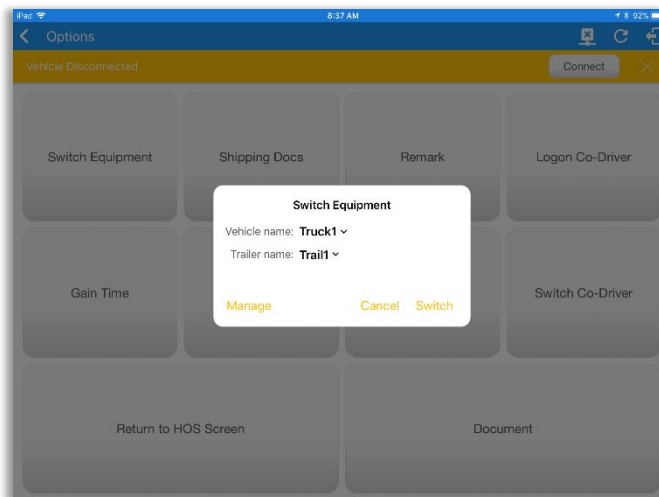 iPad 8:37 AM 92%
Options
Vehicle Disconnected Connect
Switch Equipment Shipping Docs Remark Logon Co-Driver
Switch Equipment
Vehicle name: Truck1
Trailer name: Trail1
Gain Time Switch Co-Driver
Manage Cancel Switch
Return to HOS Screen Document